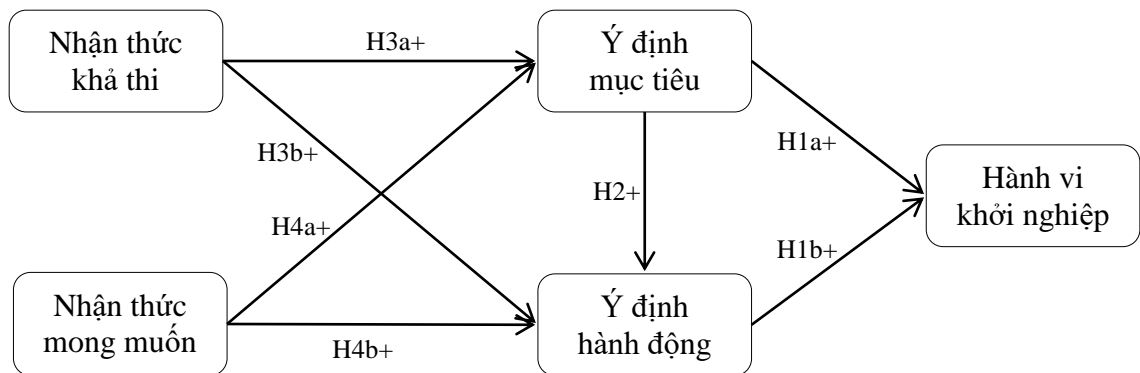 Nhận thức
khả thi
H3a+
Ý định
mục tiêu
H1a+
H3b+
Hành vi
khởi nghiệp
H2+
H4a+
H1b+
Nhận thức
mong muốn
Ý định
hành động
H4b+